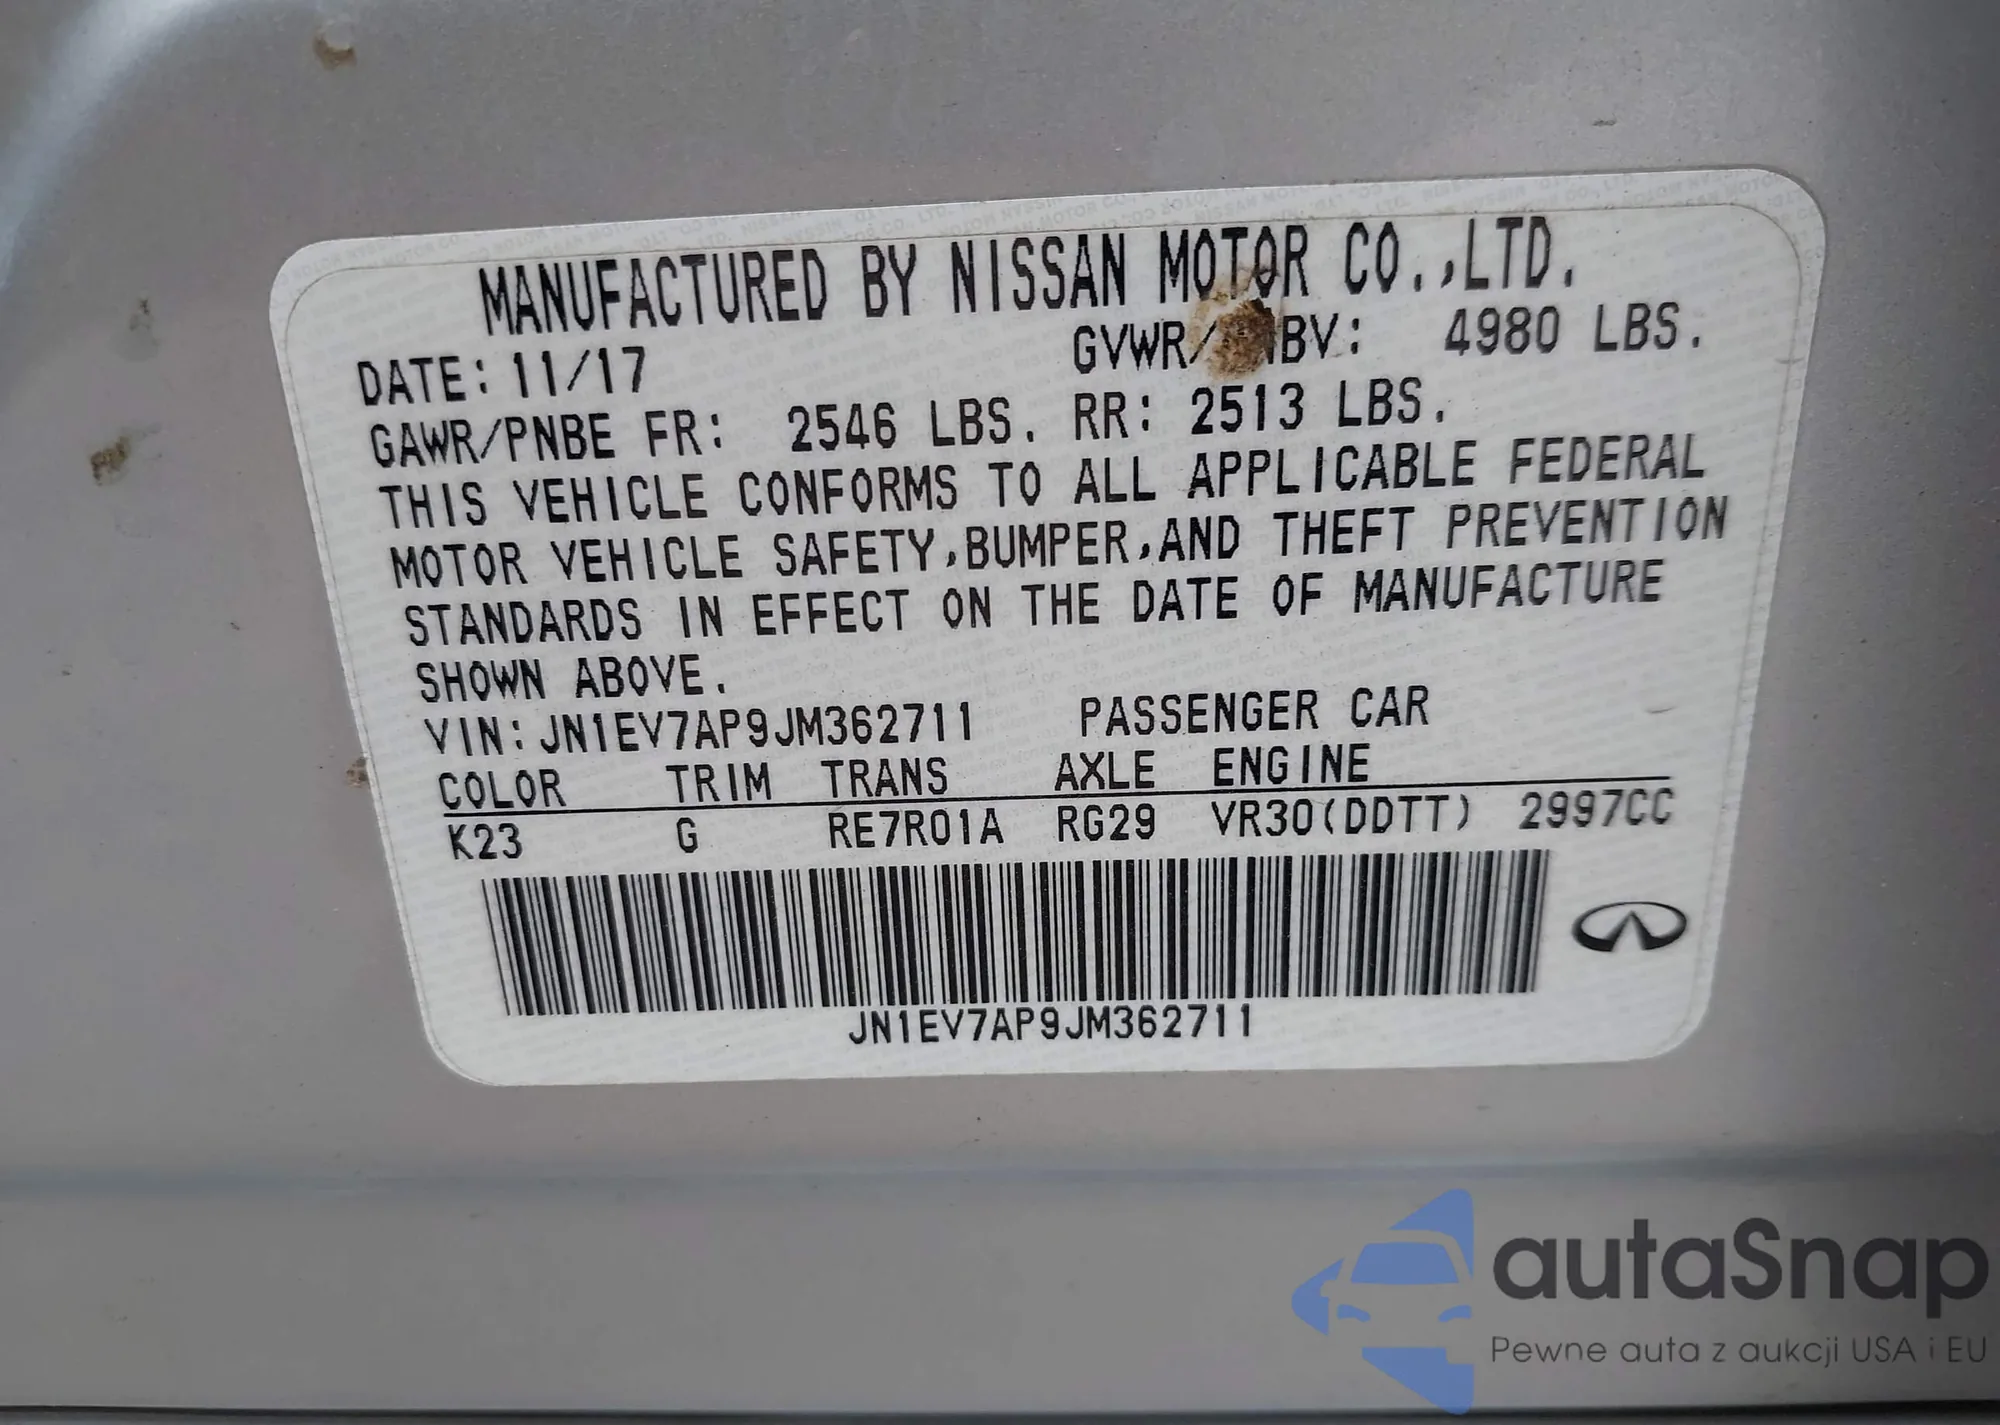 MANUFACTURED BY NISSAN MOTOR CO.,LTD.
DATE: 11/17 GVWR/ BV: 4980 LBS.
GAWR/PNBE FR: 2546 LBS. RR: 2513 LBS.
THIS VEHICLE CONFORMS TO ALL APPLICABLE FEDERAL
MOTOR VEHICLE SAFETY,BUMPER,AND THEFT PREVENTION
STANDARDS IN EFFECT ON THE DATE OF MANUFACTURE
SHOWN ABOVE.
VIN:JN1EV7AP9JM362711 PASSENGER CAR
COLOR TRIM TRANS AXLE ENGINE
K23 G RE7R01A RG29 VR30(DDTT) 2997CC
JN1EV7AP9JM362711
autaSnap
Pewne auta z aukcji USA i EU